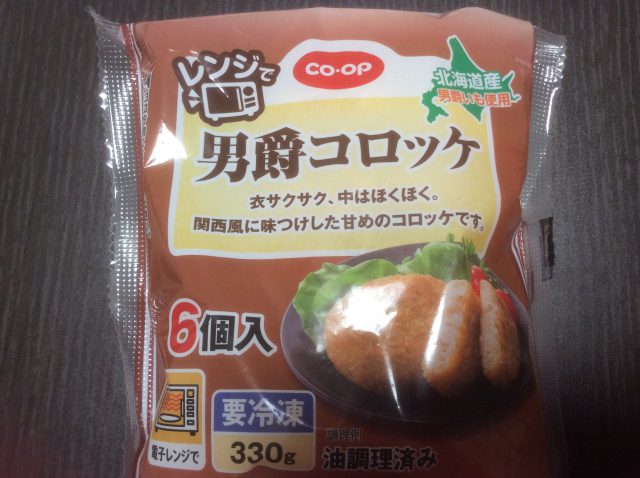 レンジで
CO-OP
北海道産
男爵いも使用
男爵コロッケ
衣サクサク、中はほくほく。
関西風に味つけした甘めのコロッケです。
6個入
電子レンジで
要冷凍
330g
調理例
油調理済み